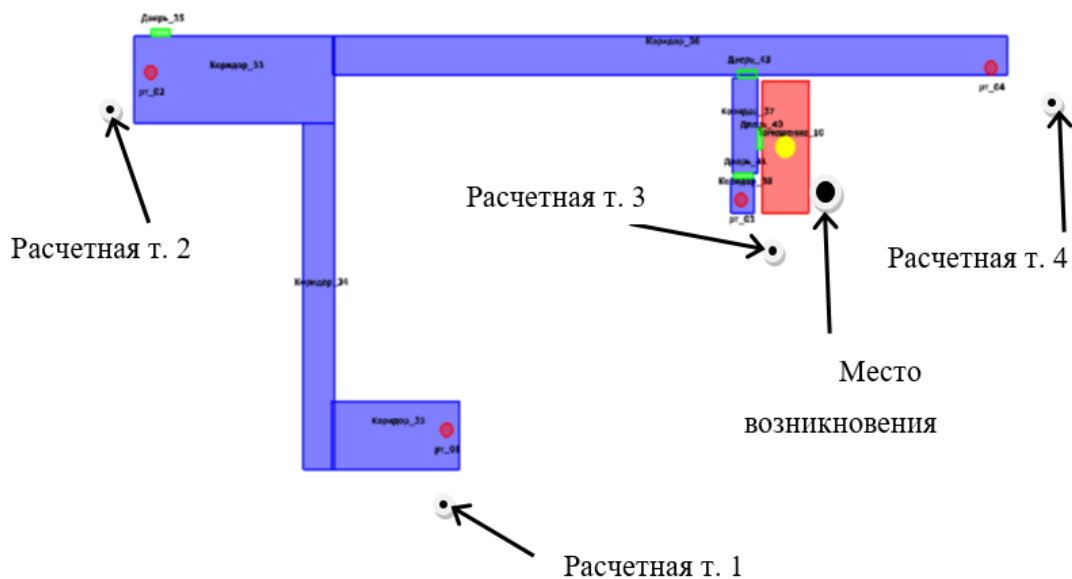 Дверь_35
Коридор_36
Коридор_33
Дверь_43
рт_02
рт_04
Коридор_37
Дверь_40
Дверь_44
Коридор_38
Расчетная т. 3
рт_03
Расчетная т. 2
Расчетная т. 4
Коридор_34
Место
возникновения
Коридор_35
рт_01
Расчетная т. 1